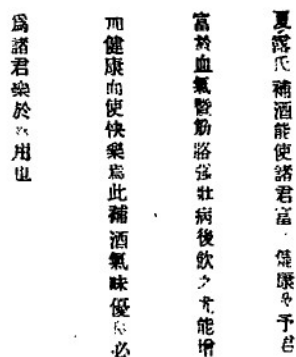 夏露氏補酒能使諸君富健康予君
富於血氣暨筋絡強壯病後飲之尤能增
而健康而使快樂焉此補酒氣味優必
爲諸君樂於用也